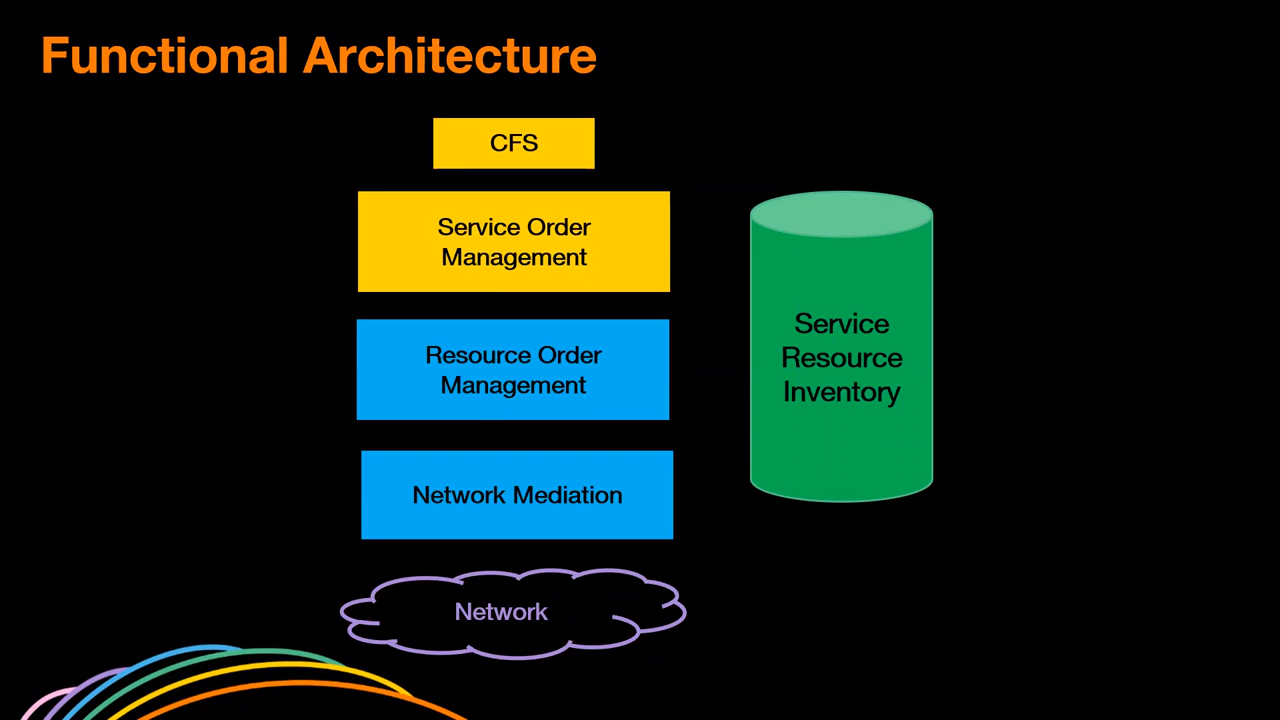 Functional Architecture
CFS
Service Order
Management
Resource Order
Management
Network Mediation
Network
Service
Resource
Inventory